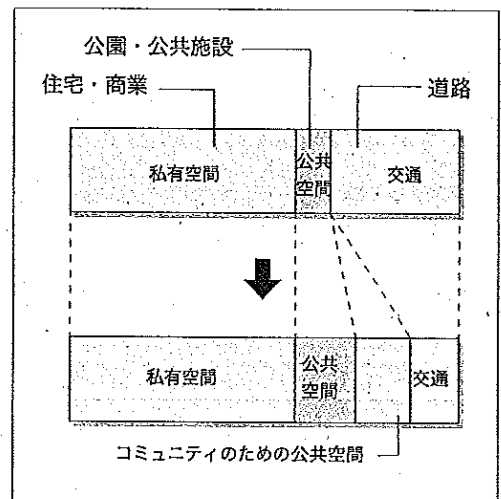 公園・公共施設
住宅・商業
道路
私有空間
公共
空間
交通
私有空間
公共
空間
交通
コミュニティのための公共空間